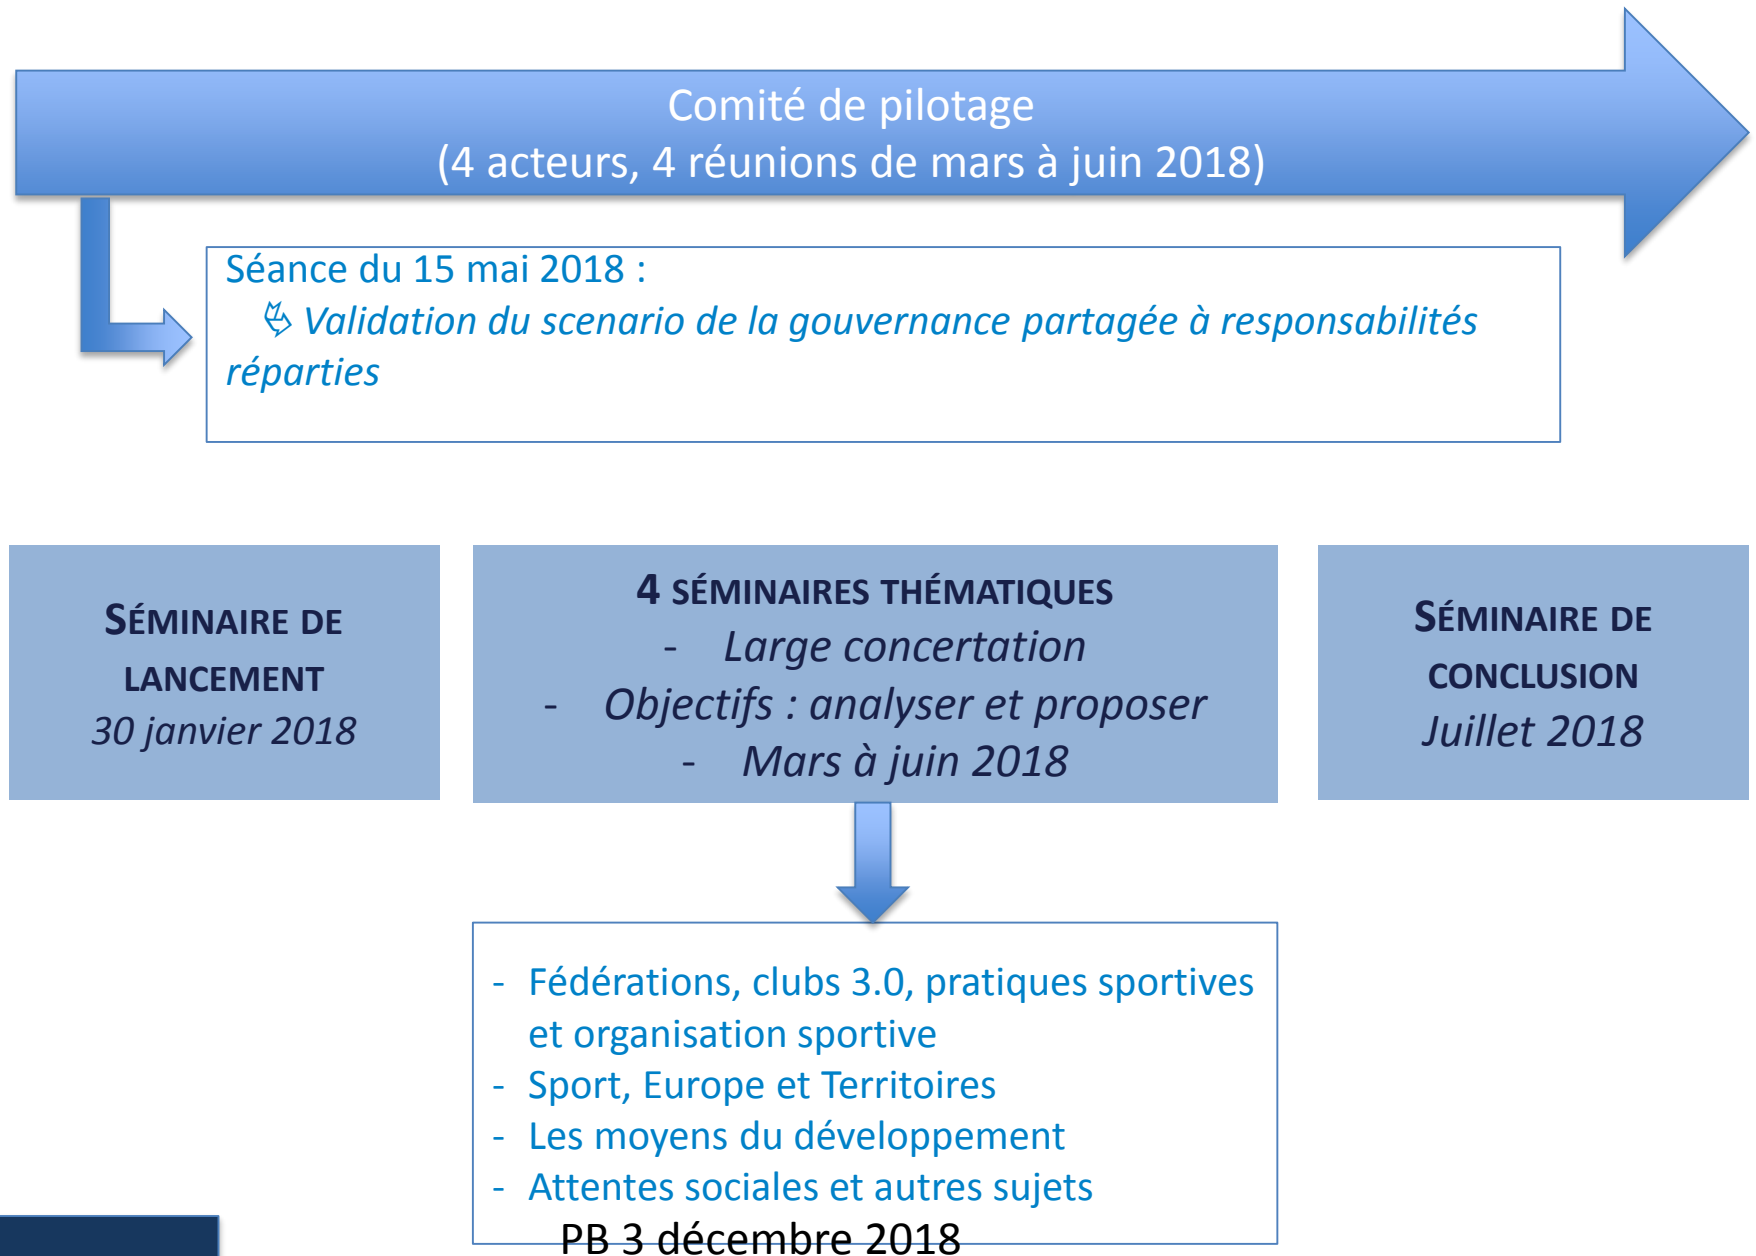 Comité de pilotage
(4 acteurs, 4 réunions de mars à juin 2018)
Séance du 15 mai 2018 :
Validation du scenario de la gouvernance partagée à responsabilités
réparties
SÉMINAIRE DE
LANCEMENT
30 janvier 2018
4 SÉMINAIRES THÉMATIQUES
- Large concertation
- Objectifs : analyser et proposer
- Mars à juin 2018
SÉMINAIRE DE
CONCLUSION
Juillet 2018
- Fédérations, clubs 3.0, pratiques sportives
et organisation sportive
- Sport, Europe et Territoires
- Les moyens du développement
- Attentes sociales et autres sujets
PB 3 décembre 2018